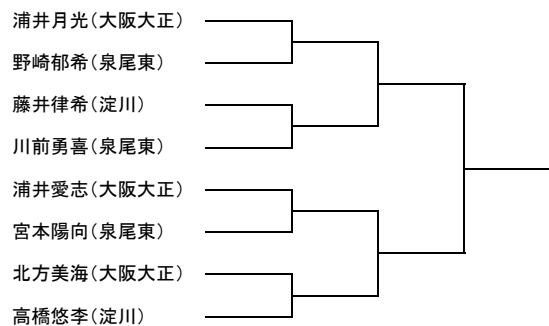 浦井月光（大阪大正）
野崎郁希（泉尾東）
藤井律希（淀川）
川前勇喜（泉尾東）
浦井愛志（大阪大正）
宮本陽向（泉尾東）
北方美海（大阪大正）
高橋悠李（淀川）